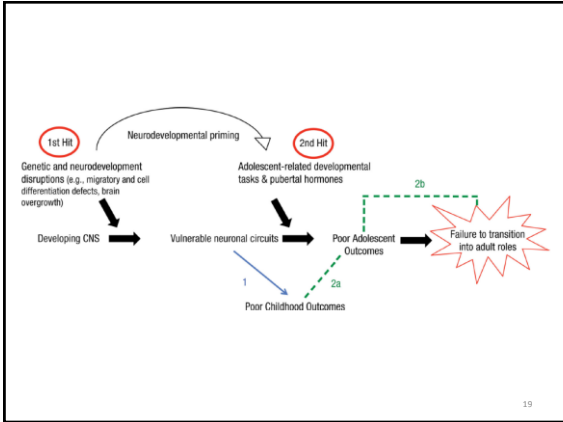 1st Hit
Neurodevelopmental priming
2nd Hit
Genetic and neurodevelopment
disruptions (e.g., migratory and cell
differentiation defects, brain
overgrowth)
Adolescent-related developmental
tasks & pubertal hormones
2b
Developing CNS
Vulnerable neuronal circuits
Poor Adolescent
Outcomes
Failure to transition
into adult roles
1
2a
Poor Childhood Outcomes
19